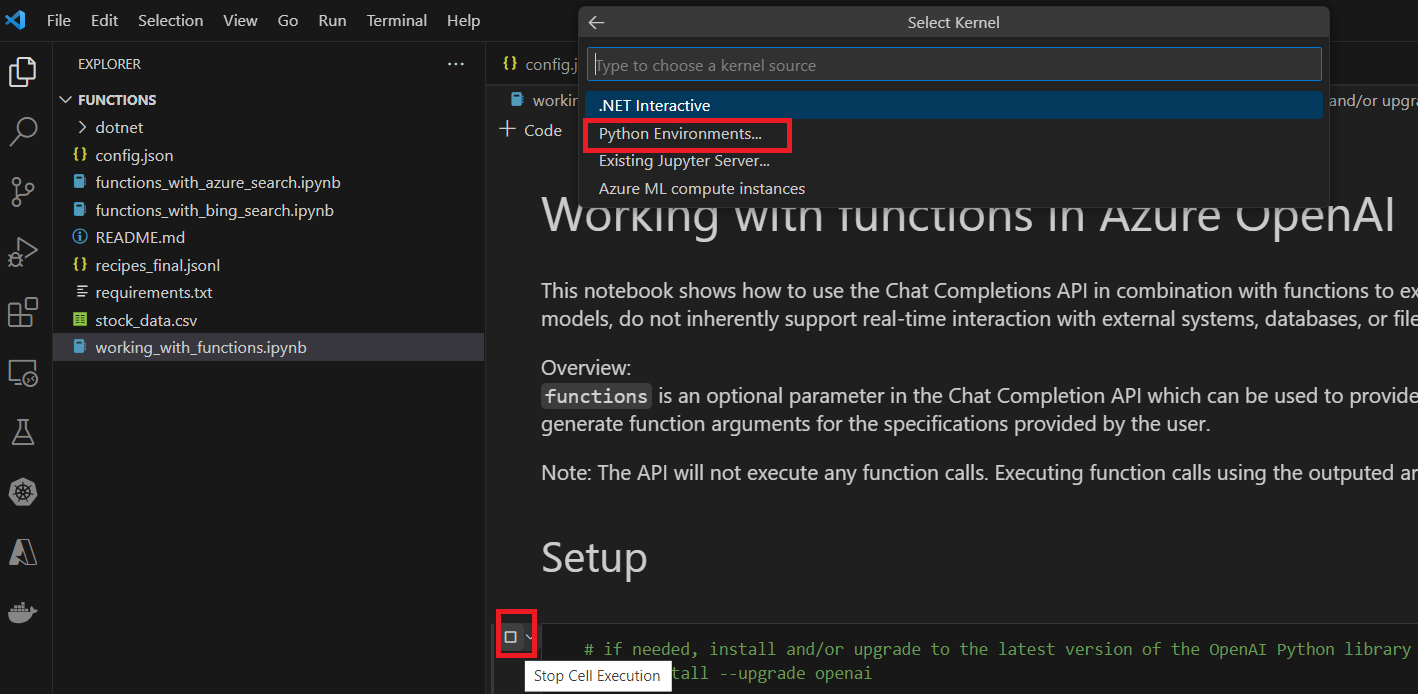 File Edit Selection View Go Run Terminal Help
Select Kernel
Type to choose a kernel source
.NET Interactive
Python Environments...
Existing Jupyter Server...
Azure ML compute instances
EXPLORER
FUNCTIONS
dotnet
config.json
functions_with_azure_search.ipynb
functions_with_bing_search.ipynb
README.md
recipes_final.jsonl
requirements.txt
stock_data.csv
working_with_functions.ipynb
config.j
and/or
Code
Working with functions in Azure OpenAI
This notebook shows how to use the Chat Completions API in combination with functions to
models, do not inherently support real-time interaction with external systems, databases, or
Overview:
functions is an optional parameter in the Chat Completion API which can be used to provide
generate function arguments for the specifications provided by the user.
Note: The API will not execute any function calls. Executing function calls using the outputed
Setup
# if needed, install and/or upgrade to the latest version of the OpenAI Python library
--upgrade openai
Stop Cell Execution